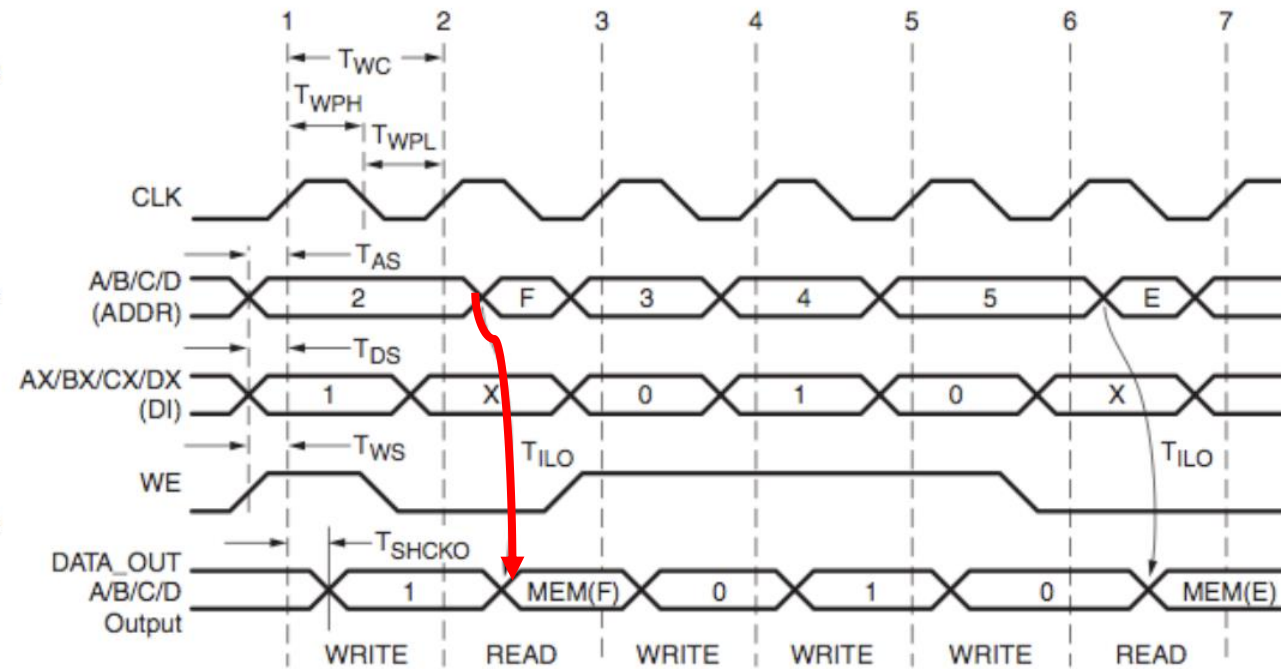 1 2 3 4 5 6 7
TWC
TWPH
TWPL
CLK
TAS
A/B/C/D
(ADDR)
2 F 3 4 5 E
TDS
AX/BX/CX/DX
(DI)
1 X 0 1 0 X
TWS
TILO TILO
WE
TSHCKO
DATA_OUT
A/B/C/D
Output
1 MEM(F) 0 1 0 MEM(E)
WRITE READ WRITE WRITE WRITE READ